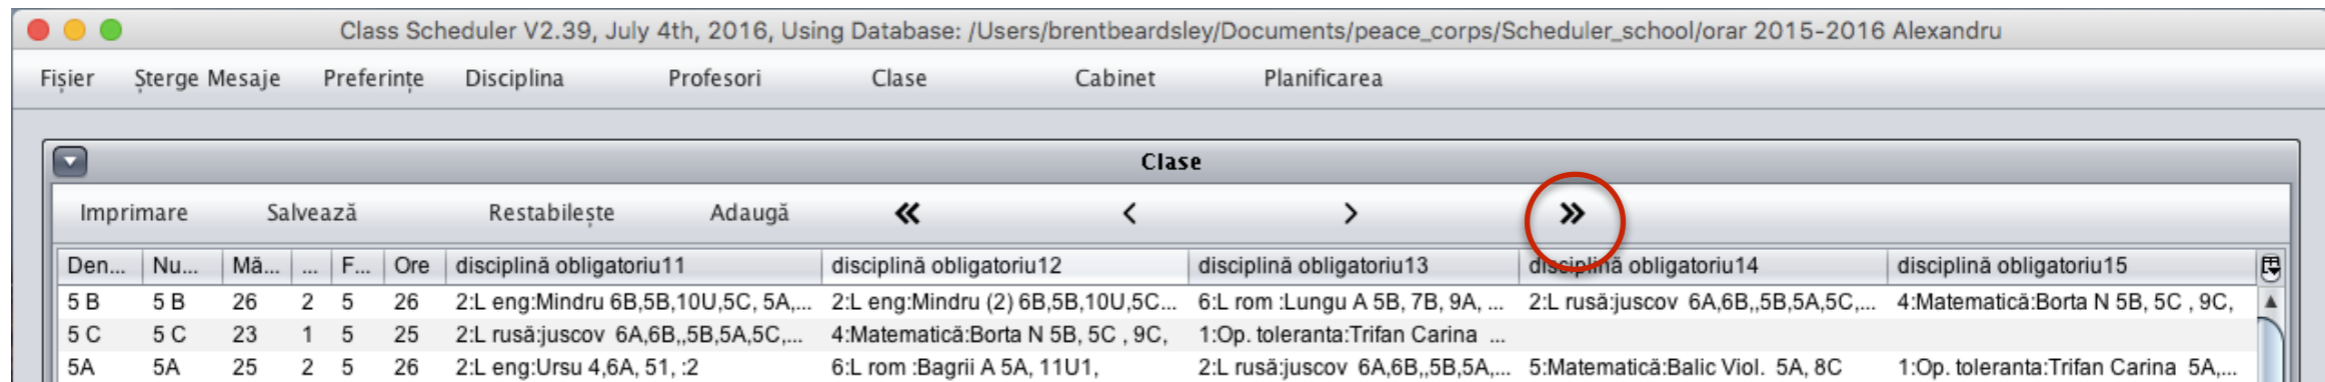 Class Scheduler V2.39, July 4th, 2016, Using Database: /Users/brentbeardsley/Documents/peace_corps/Scheduler_school/orar 2015-2016 Alexandru
Fișier Șterge Mesaje Preferințe Disciplina Profesori Clase Cabinet Planificarea
Clase
Imprimare Salvează Restabilește Adaugă « < > »
Den... Nu... Mă... ... F... Ore disciplină obligatoriu11 disciplină obligatoriu12 disciplină obligatoriu13 disciplină obligatoriu14 disciplină obligatoriu15
5 B 5 B 26 2 5 26 2:L eng:Mindru 6B,5B,10U,5C, 5A,... 2:L eng:Mindru (2) 6B,5B,10U,5C... 6:L rom :Lungu A 5B, 7B, 9A, ... 2:L rusă:juscov 6A,6B,,5B,5A,5C,... 4:Matematică:Borta N 5B, 5C , 9C,
5 C 5 C 23 1 5 25 2:L rusă:juscov 6A,6B,,5B,5A,5C,... 4:Matematică:Borta N 5B, 5C , 9C, 1:Op. toleranta:Trifan Carina ...
5A 5A 25 2 5 26 2:L eng:Ursu 4,6A, 51, :2 6:L rom :Bagrii A 5A, 11U1, 2:L rusă:juscov 6A,6B,,5B,5A,... 5:Matematică:Balic Viol. 5A, 8C 1:Op. toleranta:Trifan Carina 5A,...